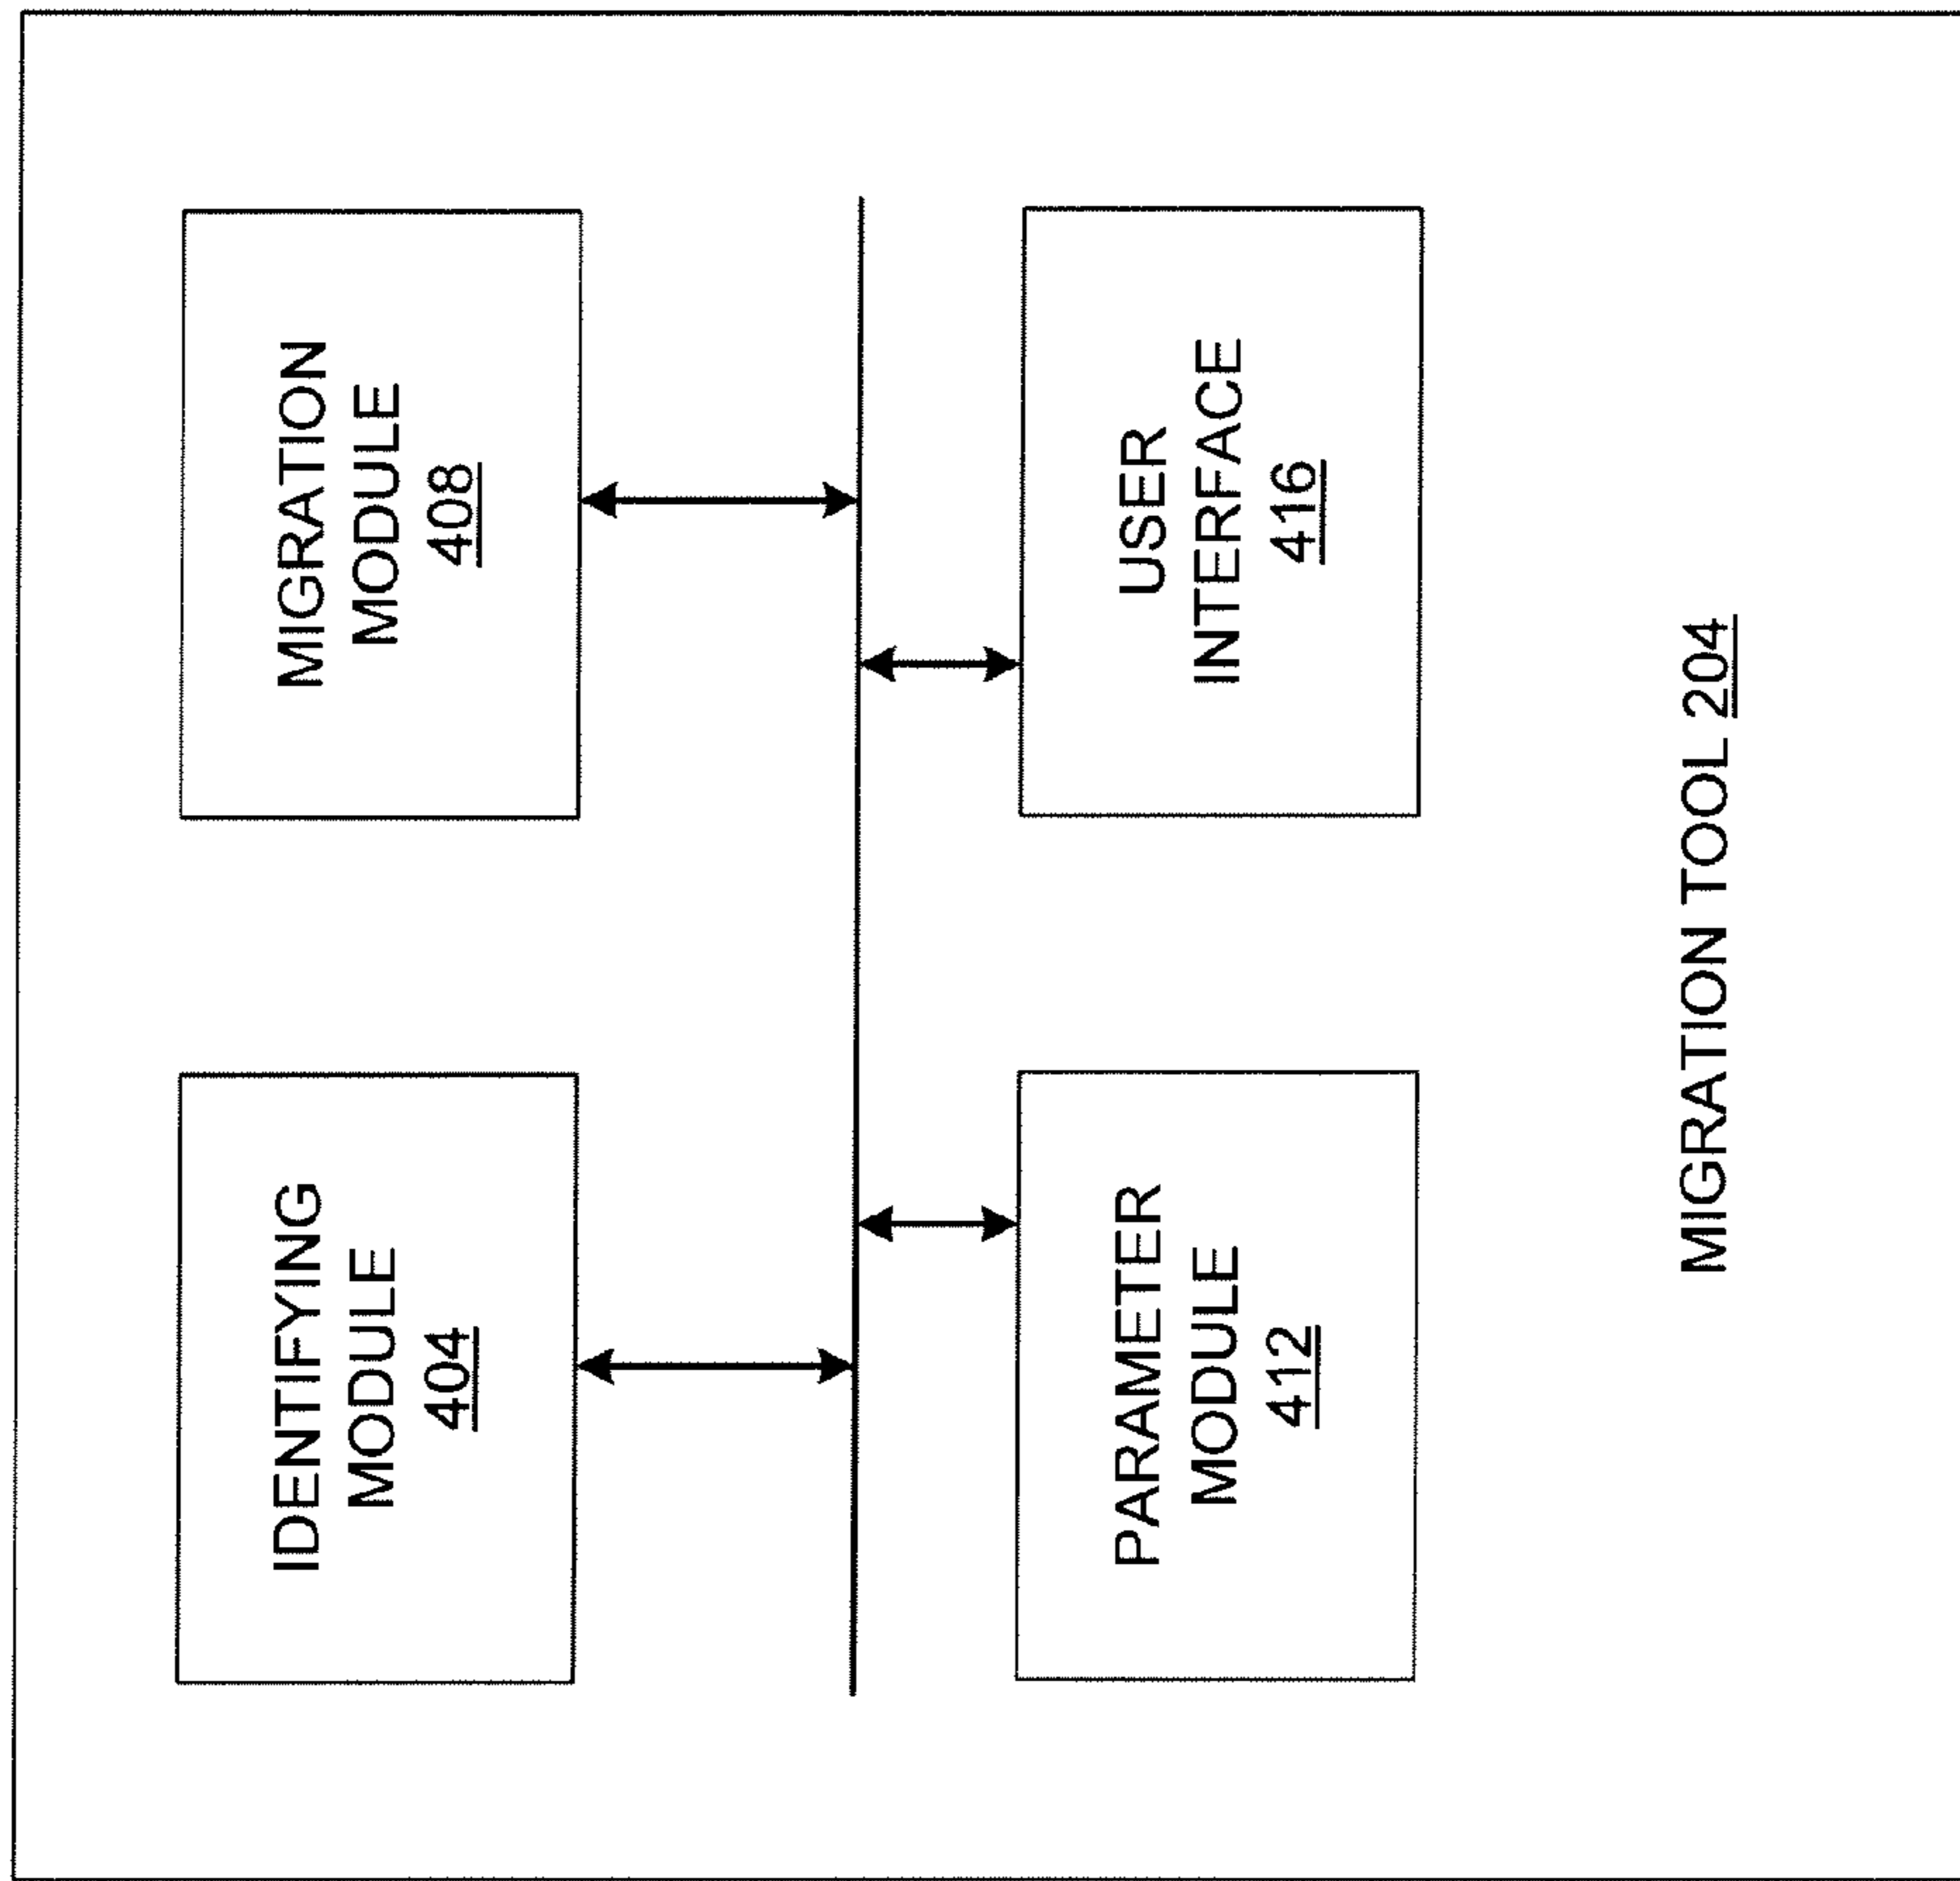 IDENTIFYING
MODULE
404
MIGRATION
MODULE
408
PARAMETER
MODULE
412
USER
INTERFACE
416
MIGRATION TOOL 204